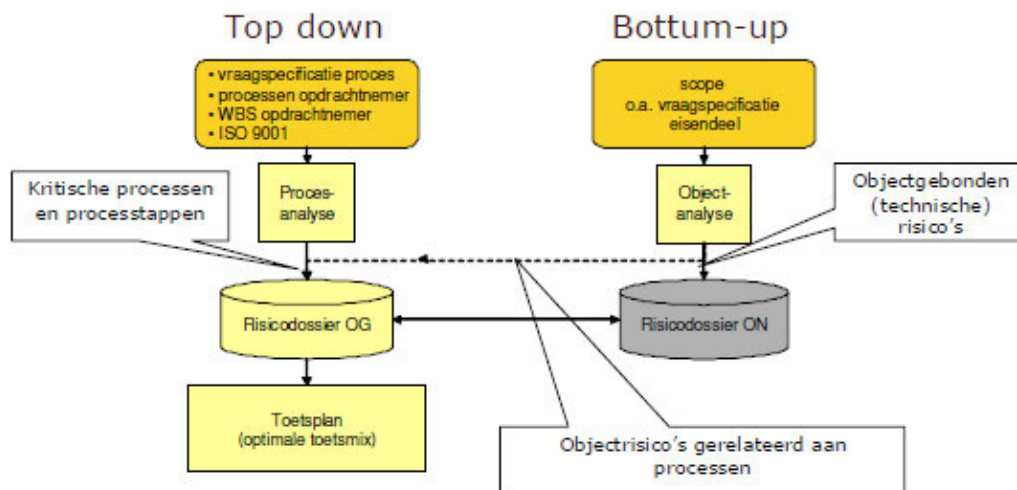 Top down
Bottum-up
• vraagspecificatie proces
• processen opdrachtnemer
• WBS opdrachtnemer
• ISO 9001
scope
o.a. vraagspecificatie
eisendeel
Kritische processen
en processtappen
Proces-
analyse
Object-
analyse
Objectgebonden
(technische)
risico's
Risicodossier OG
Risicodossier ON
Toetsplan
(optimale toetsmix)
Objectrisico's gerelateerd aan
processen